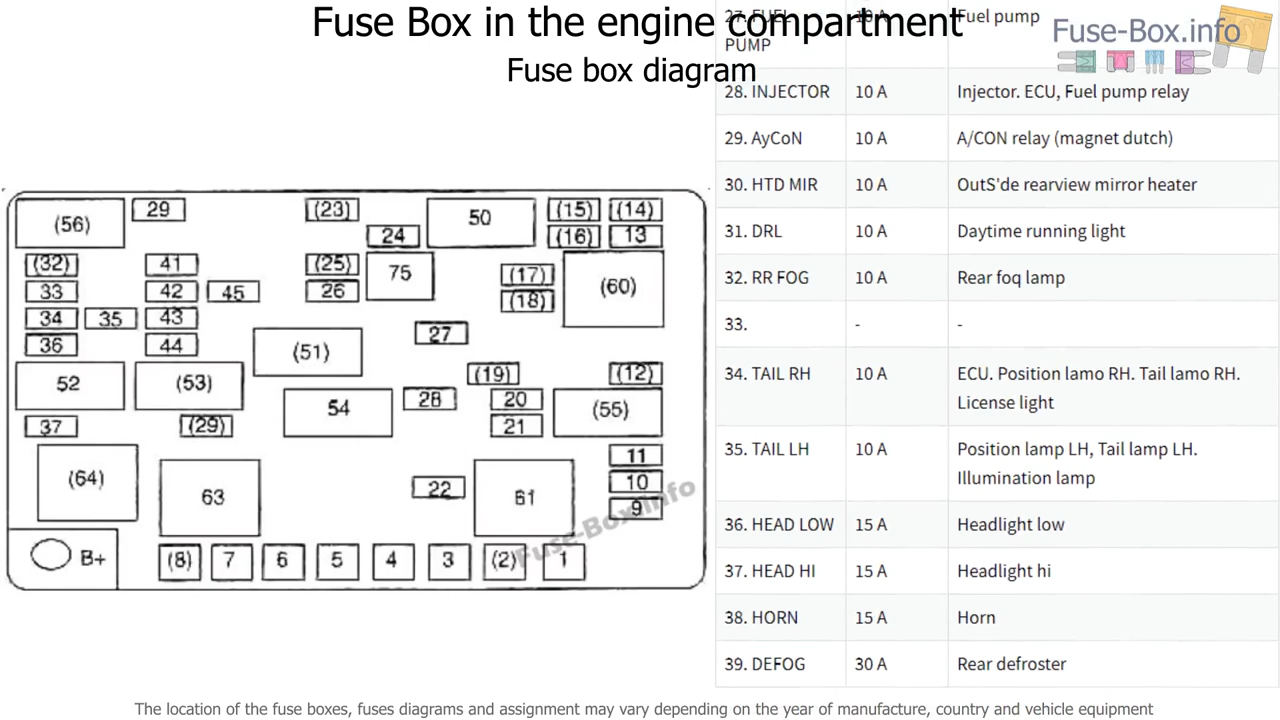 Fuse Box in the engine compartment
Fuse box diagram
Fuse-Box.info
(56) 29 (23) 50 (15) (14)
24 (16) 13
(32) 41 (25) 75 (17) (60)
33 42 45 26 (18)
34 35 43 27
36 44 (51)
52 (53) 54 28 (19) (12)
20 (55)
37 (29) 21
(64) 63 22 61 11
10
9
B+ (8) 7 6 5 4 3 (2) 1
Fuse-Box.info
27. FUEL PUMP 10 A Fuel pump
28. INJECTOR 10 A Injector. ECU, Fuel pump relay
29. AyCoN 10 A A/CON relay (magnet dutch)
30. HTD MIR 10 A OutS'de rearview mirror heater
31. DRL 10 A Daytime running light
32. RR FOG 10 A Rear foq lamp
33. - -
34. TAIL RH 10 A ECU. Position lamo RH. Tail lamo RH.
License light
35. TAIL LH 10 A Position lamp LH, Tail lamp LH.
Illumination lamp
36. HEAD LOW 15 A Headlight low
37. HEAD HI 15 A Headlight hi
38. HORN 15 A Horn
39. DEFOG 30 A Rear defroster
The location of the fuse boxes, fuses diagrams and assignment may vary depending on the year of manufacture, country and vehicle equipment